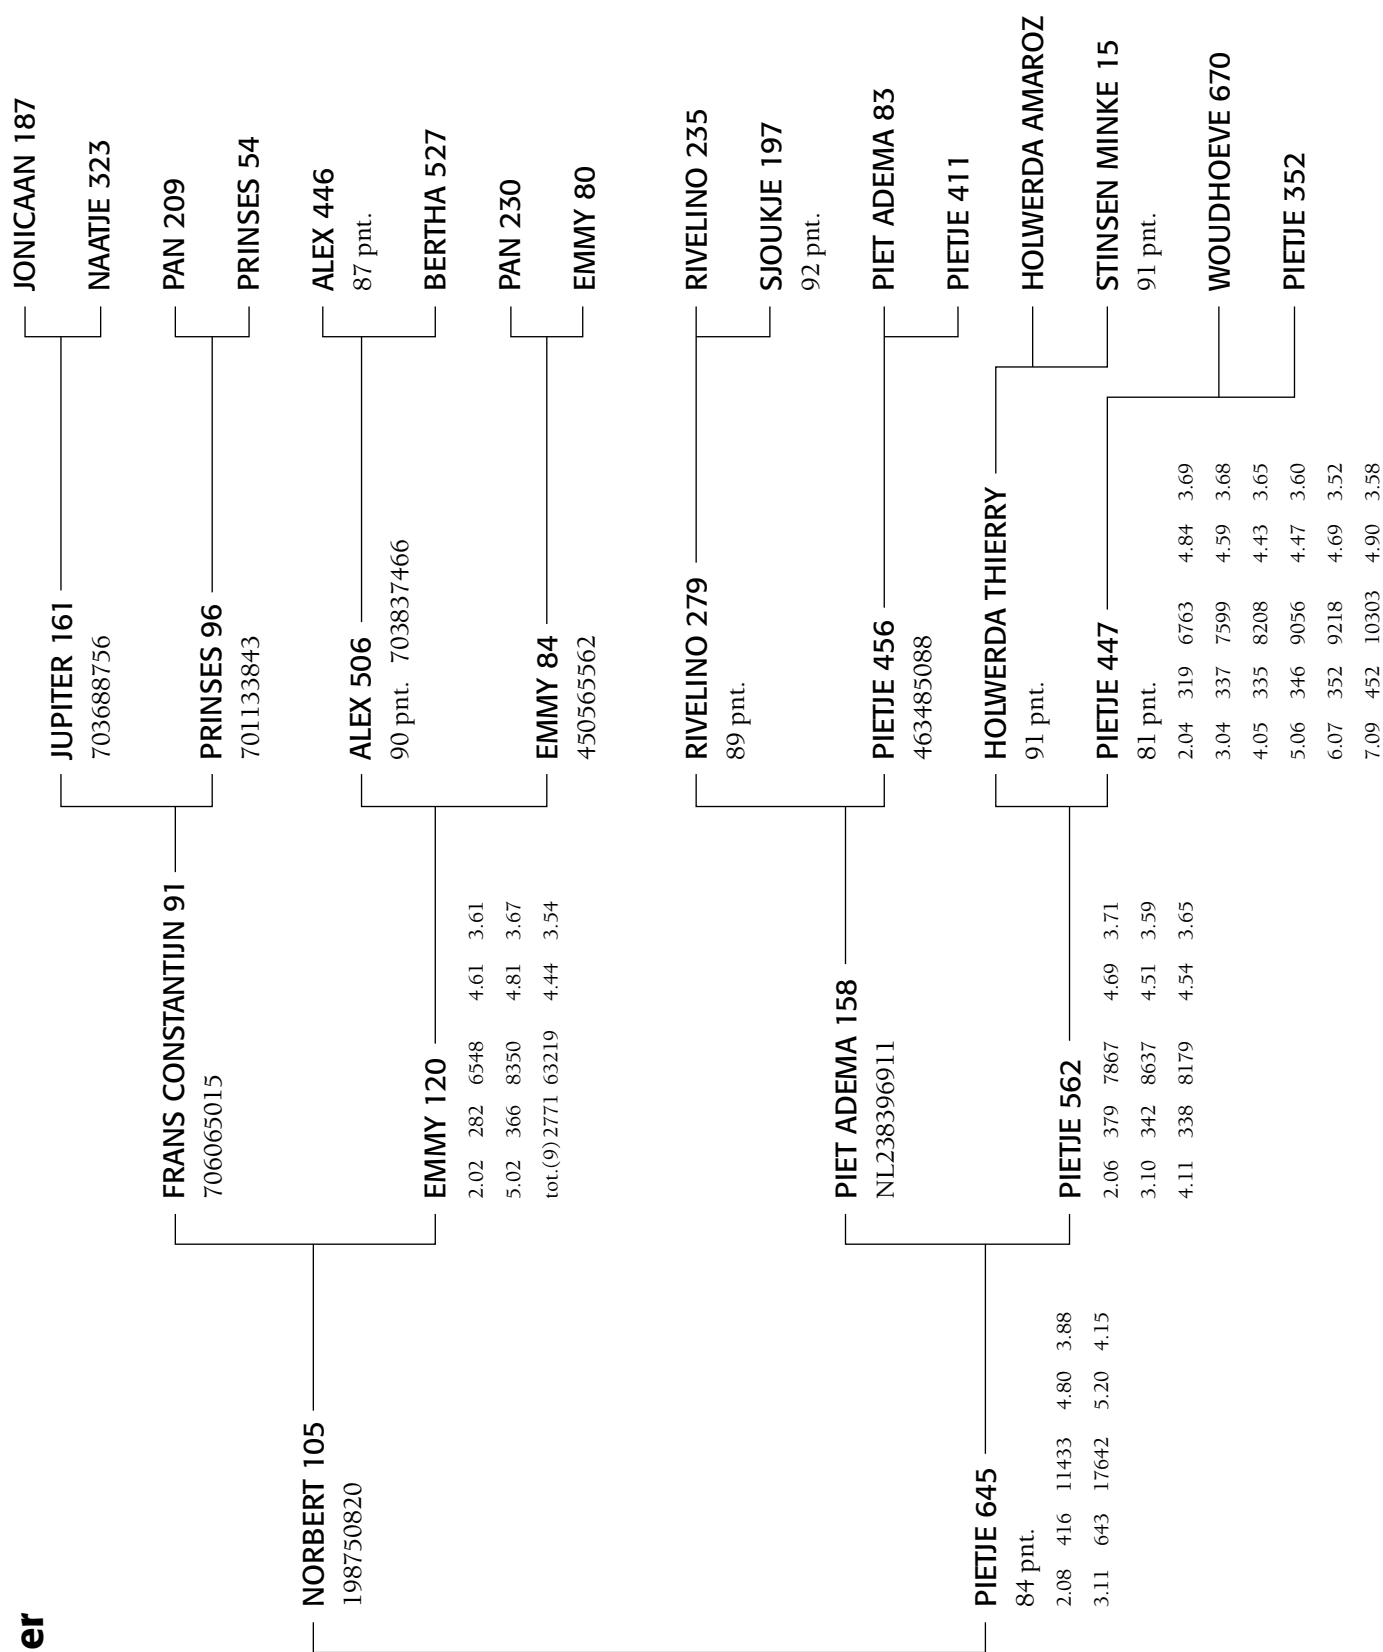 er
NORBERT 105
198750820
PIETJE 645
84 pnt.
2.08 416 11433 4.80 3.88
3.11 643 17642 5.20 4.15
FRANS CONSTANTIJN 91
706065015
EMMY 120
2.02 282 6548 4.61 3.61
5.02 366 8350 4.81 3.67
tot.(9) 2771 63219 4.44 3.54
PIET ADEMA 158
NL238396911
PIETJE 562
2.06 379 7867 4.69 3.71
3.10 342 8637 4.51 3.59
4.11 338 8179 4.54 3.65
JUPITER 161
703688756
PRINSES 96
701133843
ALEX 506
90 pnt. 703837466
EMMY 84
450565562
RIVELINO 279
89 pnt.
PIETJE 456
463485088
HOLWERDA THIERRY
91 pnt.
PIETJE 447
81 pnt.
2.04 319 6763 4.84 3.69
3.04 337 7599 4.59 3.68
4.05 335 8208 4.43 3.65
5.06 346 9056 4.47 3.60
6.07 352 9218 4.69 3.52
7.09 452 10303 4.90 3.58
JONICAAN 187
NAATJE 323
PAN 209
PRINSES 54
ALEX 446
87 pnt.
BERTHA 527
PAN 230
EMMY 80
RIVELINO 235
SJOUKJE 197
92 pnt.
PIET ADEMA 83
PIETJE 411
HOLWERDA AMAROZ
STINSEN MINKE 15
91 pnt.
WOUDHOEVE 670
PIETJE 352